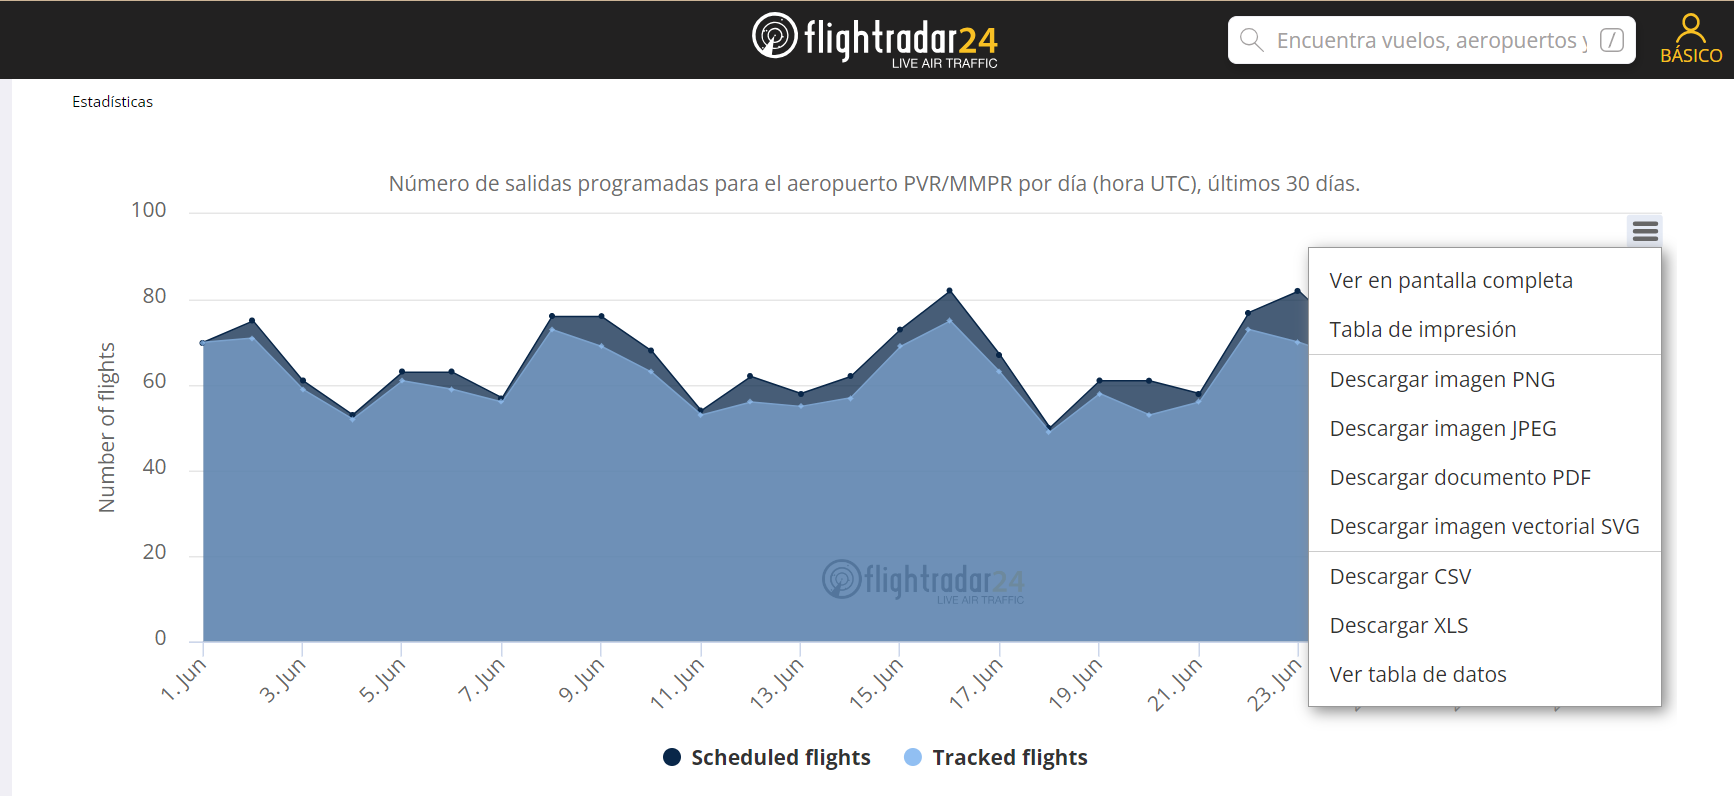 flightradar24
LIVE AIR TRAFFIC
Encuentra vuelos, aeropuertos y
/
BÁSICO
Estadísticas
Número de salidas programadas para el aeropuerto PVR/MMPR por día (hora UTC), últimos 30 días.
100
80
60
40
20
0
Number of flights
1. Jun
3. Jun
5. Jun
7. Jun
9. Jun
11. Jun
13. Jun
15. Jun
17. Jun
19. Jun
21. Jun
23. Jun
flightradar24
LIVE AIR TRAFFIC
Ver en pantalla completa
Tabla de impresión
Descargar imagen PNG
Descargar imagen JPEG
Descargar documento PDF
Descargar imagen vectorial SVG
Descargar CSV
Descargar XLS
Ver tabla de datos
Scheduled flights
Tracked flights